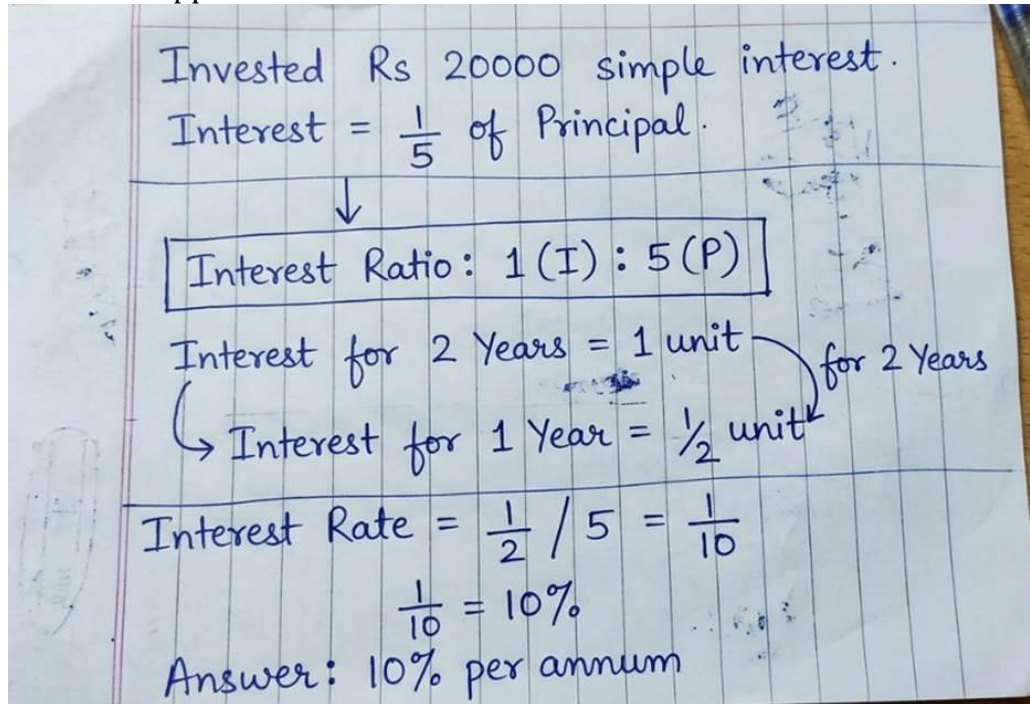 Invested Rs 20000 simple interest.
Interest = 1/5 of Principal.
↓
Interest Ratio: 1 (I) : 5 (P)
Interest for 2 Years = 1 unit
for 2 Years
↳ Interest for 1 Year = 1/2 unit
Interest Rate = 1/2 / 5 = 1/10
1/10 = 10%
Answer: 10% per annum